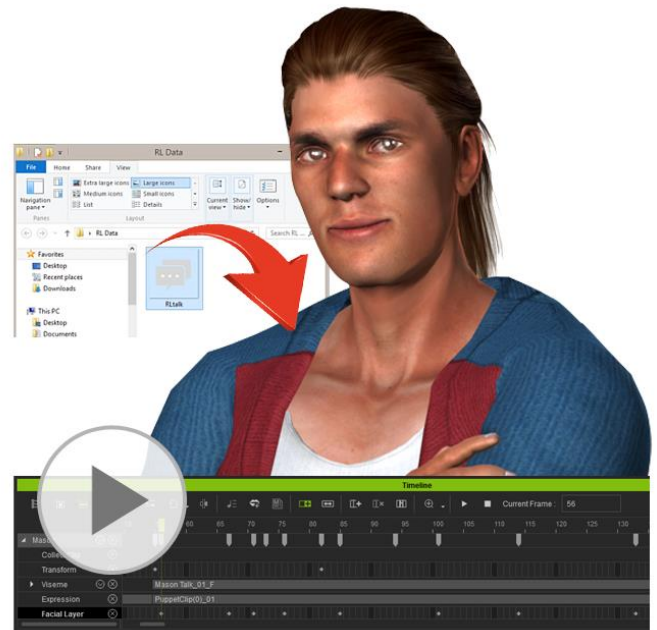 RL Data
File Home Share View
Navigation pane
Extra large icons Large icons
Medium icons Small icons
List Details
Current view Show/ hide Options
Panes Layout
RL Data
Search RL ...
Favorites
Desktop
Recent places
Downloads
This PC
Desktop
Documents
RLtalk
Timeline
Current Frame : 56
60 65 70 75 80 85 90 95 100 105 110 115 120 125 130
Transform
Viseme Mason Talk_01_F
Expression PuppetClip(0)_01
Facial Layer